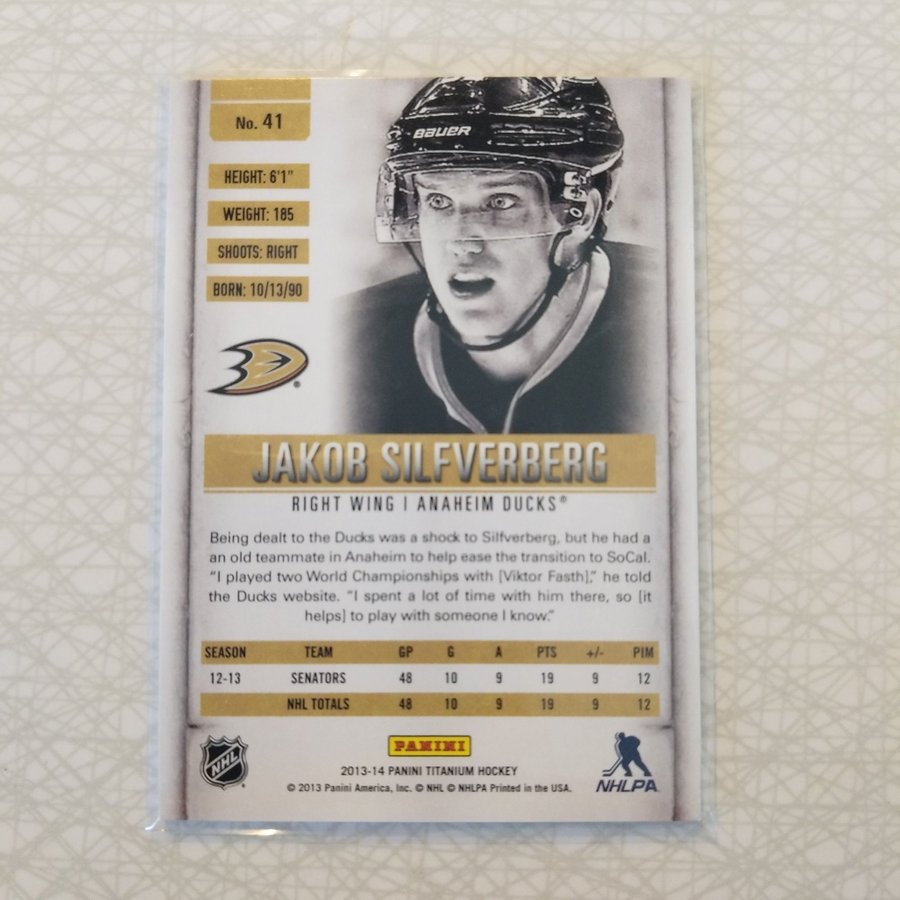 No. 41
BAUER
HEIGHT: 6'1"
WEIGHT: 185
SHOOTS: RIGHT
BORN: 10/13/90
®
JAKOB SILFVERBERG
RIGHT WING | ANAHEIM DUCKS®
Being dealt to the Ducks was a shock to Silfverberg, but he had a
an old teammate in Anaheim to help ease the transition to SoCal.
“I played two World Championships with [Viktor Fasth],” he told
the Ducks website. “I spent a lot of time with him there, so [it
helps] to play with someone I know.”
SEASON TEAM GP G A PTS +/- PIM
12-13 SENATORS 48 10 9 19 9 12
NHL TOTALS 48 10 9 19 9 12
PANINI
NHL
2013-14 PANINI TITANIUM HOCKEY
© 2013 Panini America, Inc. © NHL © NHLPA Printed in the USA.
NHLPA